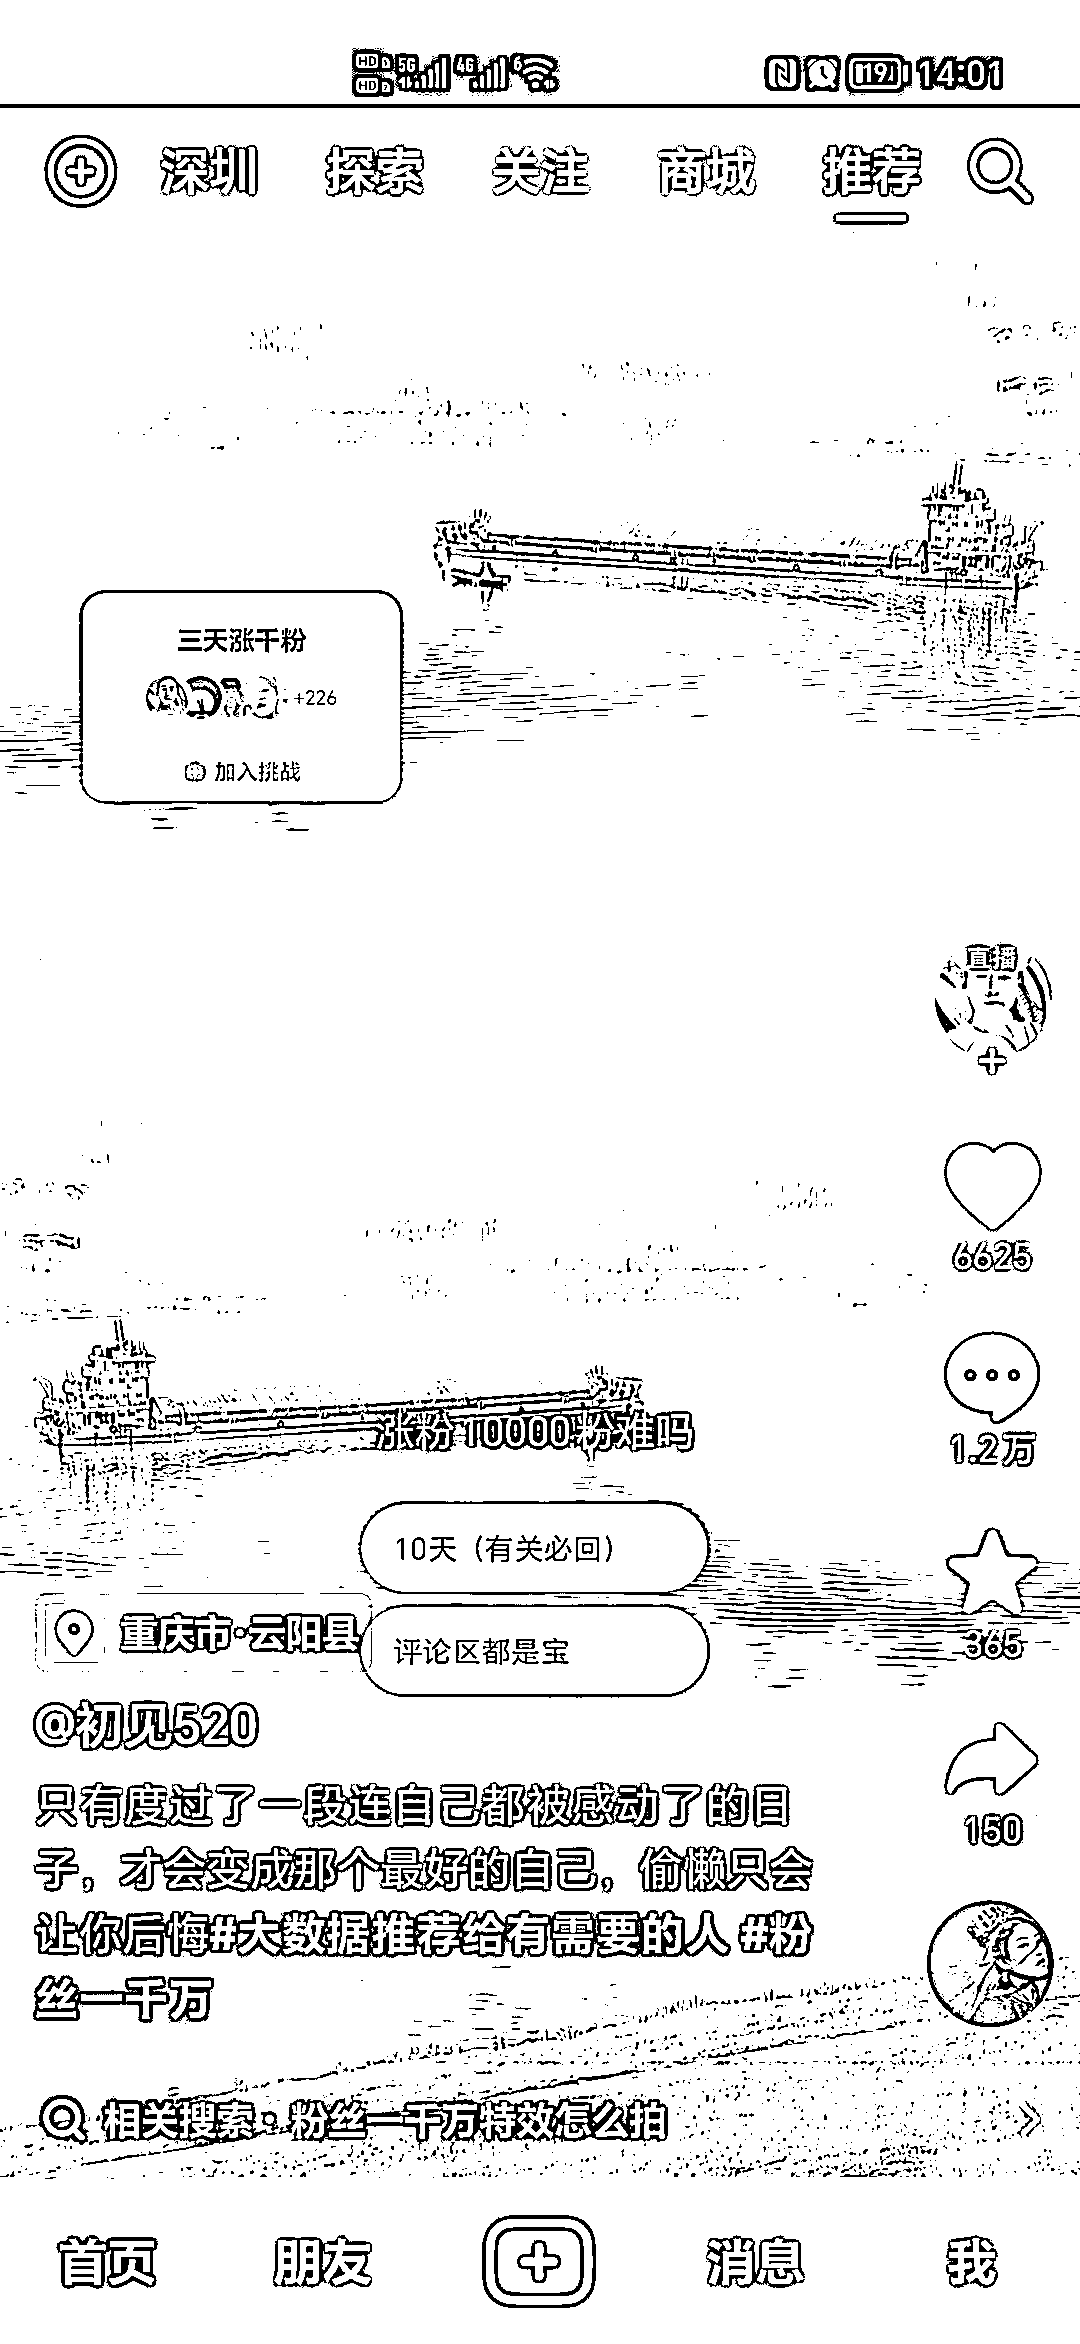 HD 5G 4G 6 19 14:01
HD 2
深圳 探索 关注 商城 推荐
三天涨千粉
+226
加入挑战
直播
6625
1.2万
涨粉10000粉难吗
10天（有关必回）
评论区都是宝
365
重庆市·云阳县
@初见520
只有度过了一段连自己都被感动了的日
子，才会变成那个最好的自己，偷懒只会
让你后悔#大数据推荐给有需要的人 #粉
丝一千万
150
相关搜索·粉丝一千万特效怎么拍
首页 朋友 消息 我